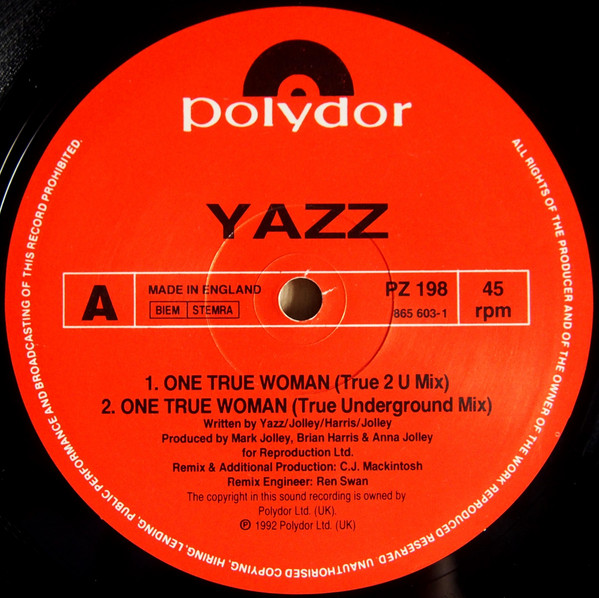 polydor
YAZZ
A
MADE IN ENGLAND
BIEM STEMRA
PZ 198
865 603-1
45
rpm
1. ONE TRUE WOMAN (True 2 U Mix)
2. ONE TRUE WOMAN (True Underground Mix)
Written by Yazz/Jolley/Harris/Jolley
Produced by Mark Jolley, Brian Harris & Anna Jolley
for Reproduction Ltd.
Remix & Additional Production: C.J. Mackintosh
Remix Engineer: Ren Swan
The copyright in this sound recording is owned by
Polydor Ltd. (UK).
℗ 1992 Polydor Ltd. (UK)
ALL RIGHTS OF THE PRODUCER AND OF THE OWNER OF THE WORK REPRODUCED RESERVED. UNAUTHORISED COPYING, HIRING, LENDING, PUBLIC PERFORMANCE AND BROADCASTING OF THIS RECORD PROHIBITED.